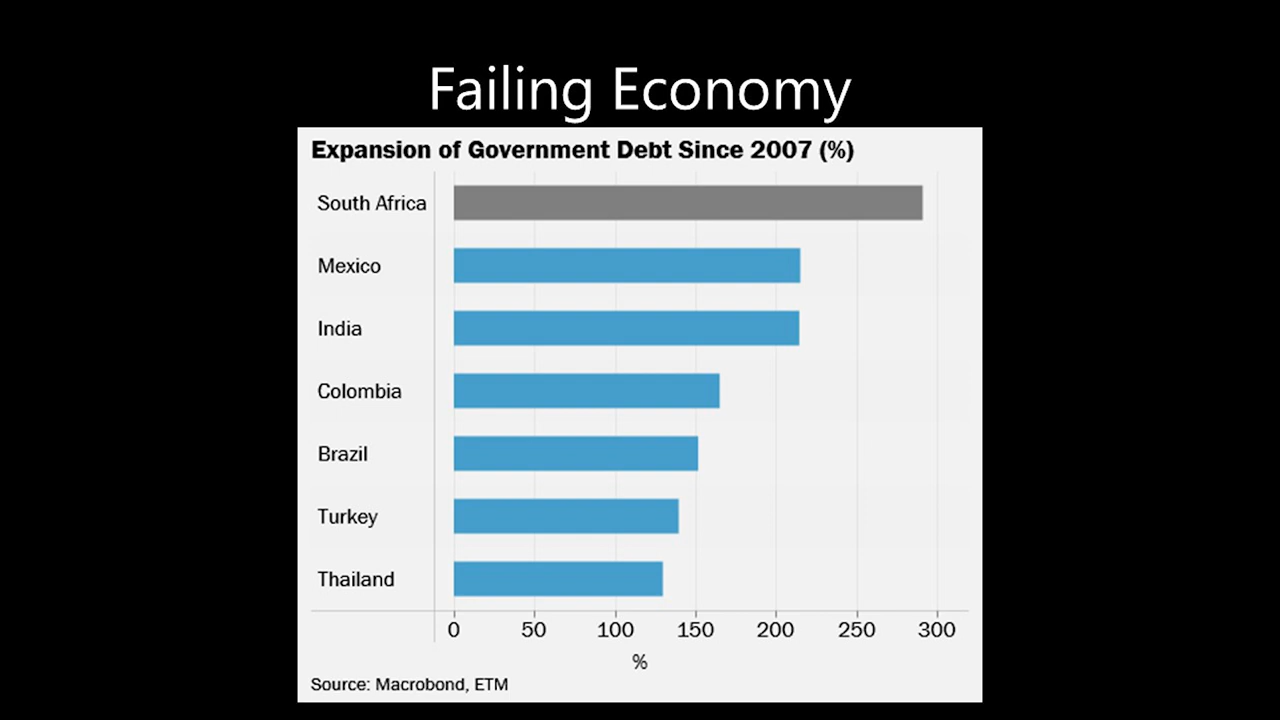 Failing Economy
Expansion of Government Debt Since 2007 (%)
South Africa
Mexico
India
Colombia
Brazil
Turkey
Thailand
0 50 100 150 200 250 300
%
Source: Macrobond, ETM